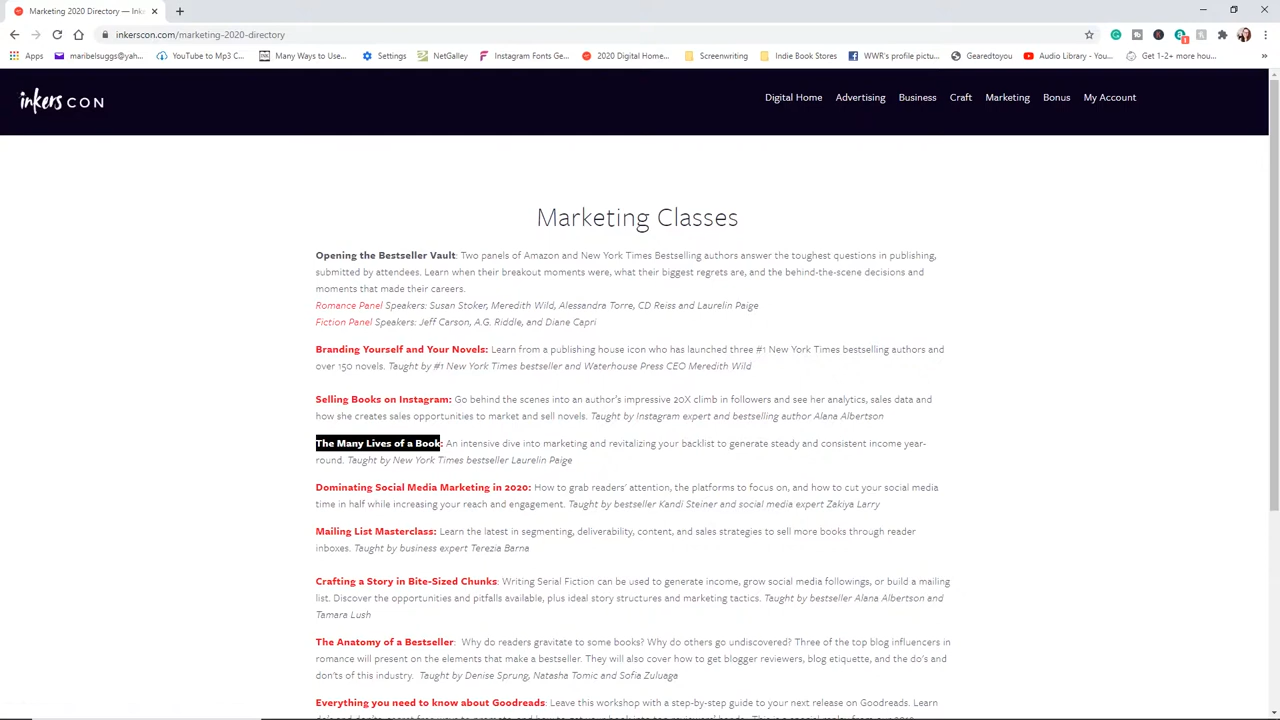 Marketing 2020 Directory — Ink
inkerscon.com/marketing-2020-directory
Apps maribelsuggs@yah... YouTube to Mp3 C... Many Ways to Use... Settings NetGalley Instagram Fonts Ge... 2020 Digital Home... Screenwriting Indie Book Stores WWR's profile pictu... Gearedtoyou Audio Library - You... Get 1-2+ more hou... »
inkers CON
Digital Home Advertising Business Craft Marketing Bonus My Account
Marketing Classes
Opening the Bestseller Vault: Two panels of Amazon and New York Times Bestselling authors answer the toughest questions in publishing,
submitted by attendees. Learn when their breakout moments were, what their biggest regrets are, and the behind-the-scene decisions and
moments that made their careers.
Romance Panel Speakers: Susan Stoker, Meredith Wild, Alessandra Torre, CD Reiss and Laurelin Paige
Fiction Panel Speakers: Jeff Carson, A.G. Riddle, and Diane Capri
Branding Yourself and Your Novels: Learn from a publishing house icon who has launched three #1 New York Times bestselling authors and
over 150 novels. Taught by #1 New York Times bestseller and Waterhouse Press CEO Meredith Wild
Selling Books on Instagram: Go behind the scenes into an author's impressive 20X climb in followers and see her analytics, sales data and
how she creates sales opportunities to market and sell novels. Taught by Instagram expert and bestselling author Alana Albertson
The Many Lives of a Book: An intensive dive into marketing and revitalizing your backlist to generate steady and consistent income year-
round. Taught by New York Times bestseller Laurelin Paige
Dominating Social Media Marketing in 2020: How to grab readers' attention, the platforms to focus on, and how to cut your social media
time in half while increasing your reach and engagement. Taught by bestseller Kandi Steiner and social media expert Zakiya Larry
Mailing List Masterclass: Learn the latest in segmenting, deliverability, content, and sales strategies to sell more books through reader
inboxes. Taught by business expert Terezia Barna
Crafting a Story in Bite-Sized Chunks: Writing Serial Fiction can be used to generate income, grow social media followings, or build a mailing
list. Discover the opportunities and pitfalls available, plus ideal story structures and marketing tactics. Taught by bestseller Alana Albertson and
Tamara Lush
The Anatomy of a Bestseller: Why do readers gravitate to some books? Why do others go undiscovered? Three of the top blog influencers in
romance will present on the elements that make a bestseller. They will also cover how to get blogger reviewers, blog etiquette, and the do's and
don'ts of this industry. Taught by Denise Sprung, Natasha Tomic and Sofia Zuluaga
Everything you need to know about Goodreads: Leave this workshop with a step-by-step guide to your next release on Goodreads. Learn